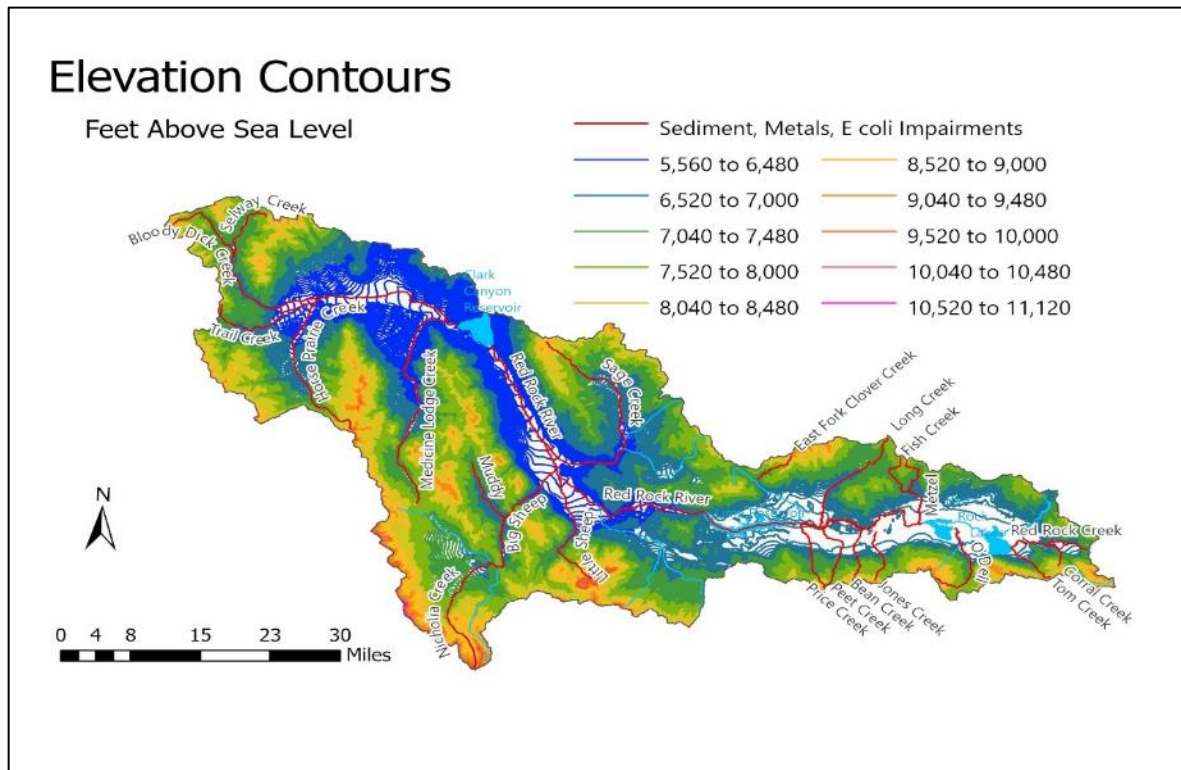 Elevation Contours
Feet Above Sea Level
Sediment, Metals, E coli Impairments
5,560 to 6,480
6,520 to 7,000
7,040 to 7,480
7,520 to 8,000
8,040 to 8,480
8,520 to 9,000
9,040 to 9,480
9,520 to 10,000
10,040 to 10,480
10,520 to 11,120
Selway Creek
Bloody Dick Creek
Trail Creek
Horse Prairie Creek
Medicine Lodge Creek
Clark
Canyon
Reservoir
Red Rock River
Sage Creek
Muddy
Big Sheep
Little Sheep
Nicholia Creek
Red Rock River
East Fork Clover Creek
Long Creek
Fish Creek
Metzel
Red Rock Creek
O'Dell
Corral Creek
Tom Creek
Jones Creek
Bean Creek
Peet Creek
Price Creek
N
0 4 8 15 23 30
Miles